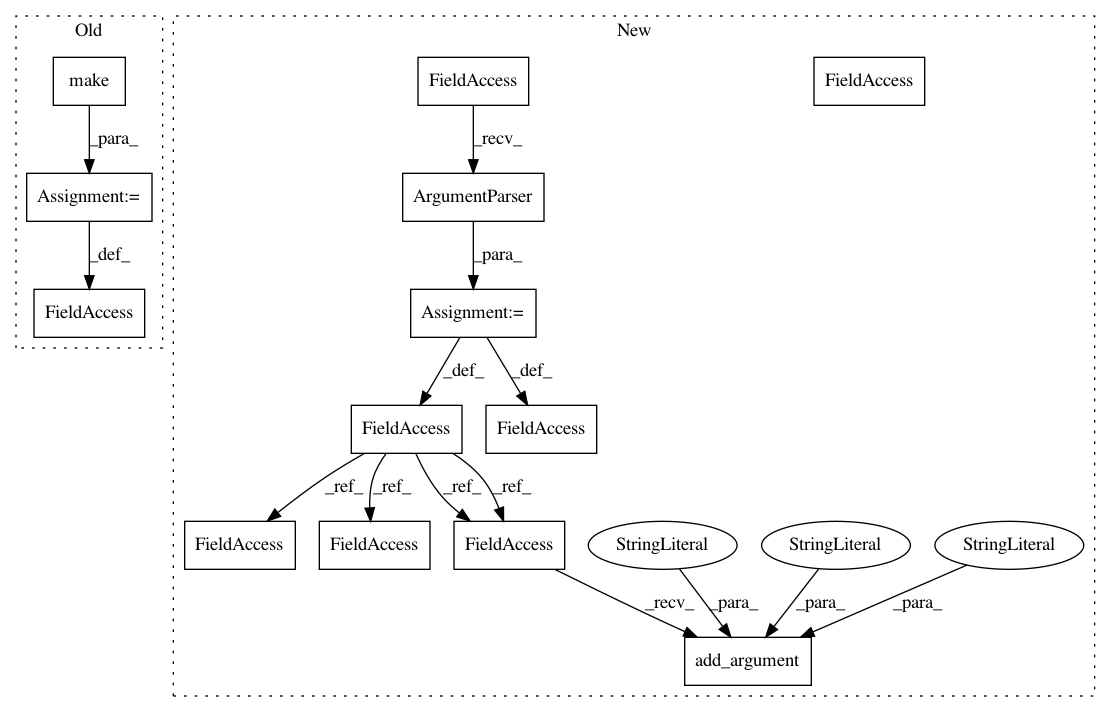 Old
New
make
FieldAccess
FieldAccess
_para_
_recv_
Assignment:=
ArgumentParser
_def_
_para_
FieldAccess
Assignment:=
_def_
_def_
FieldAccess
FieldAccess
_ref_
_ref_
_ref_
_ref_
FieldAccess
FieldAccess
FieldAccess
StringLiteral
StringLiteral
StringLiteral
_recv_
_para_
_para_
_para_
add_argument